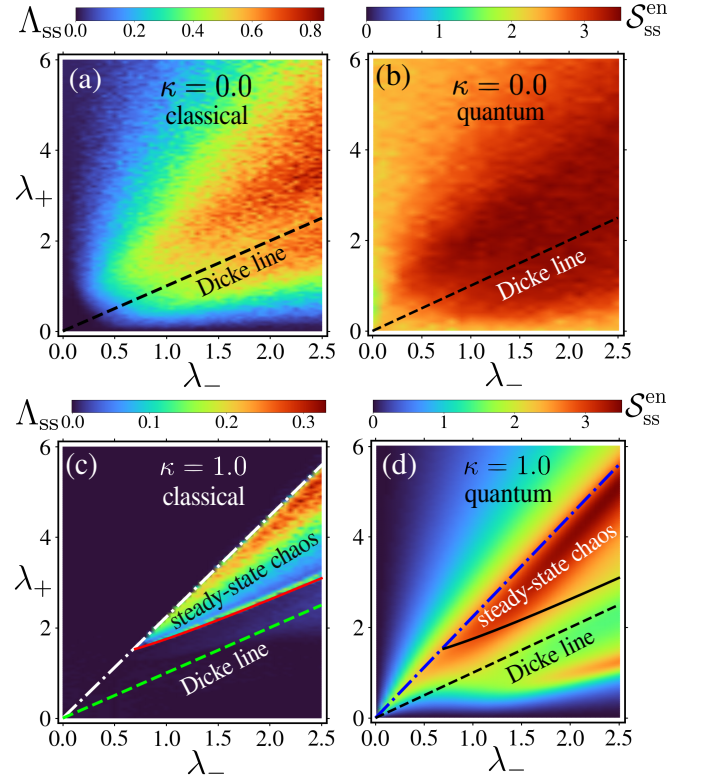 Λss 0.0 0.4 0.8
0 1 2 3 𝒮ss^en
(a) κ = 0.0
classical
Dicke line
λ+
0 2 4 6
0.0 0.5 1.0 1.5 2.0 2.5
λ−
(b) κ = 0.0
quantum
Dicke line
0 2 4 6
0.0 0.5 1.0 1.5 2.0 2.5
λ−
Λss 0.0 0.1 0.2 0.3
0 1 2 3 𝒮ss^en
(c) κ = 1.0
classical
steady-state chaos
Dicke line
λ+
0 2 4 6
0.0 0.5 1.0 1.5 2.0 2.5
λ−
(d) κ = 1.0
quantum
steady-state chaos
Dicke line
0 2 4 6
0.0 0.5 1.0 1.5 2.0 2.5
λ−